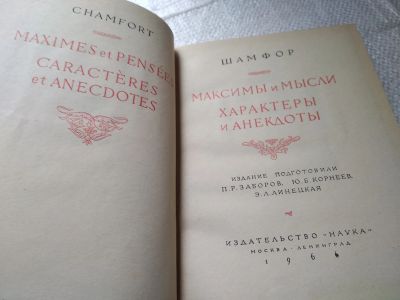 CHAMFORT
MAXIMES et PENSÉES
CARACTÈRES
et ANECDOTES
ШАМФОР
МАКСИМЫ и МЫСЛИ
ХАРАКТЕРЫ
И АНЕКДОТЫ
ИЗДАНИЕ ПОДГОТОВИЛИ
П. Р. ЗАБОРОВ, Ю. Б. КОРНЕЕВ,
Э. Л. ЛИНЕЦКАЯ
ИЗДАТЕЛЬСТВО «НАУКА»
МОСКВА - ЛЕНИНГРАД
1966